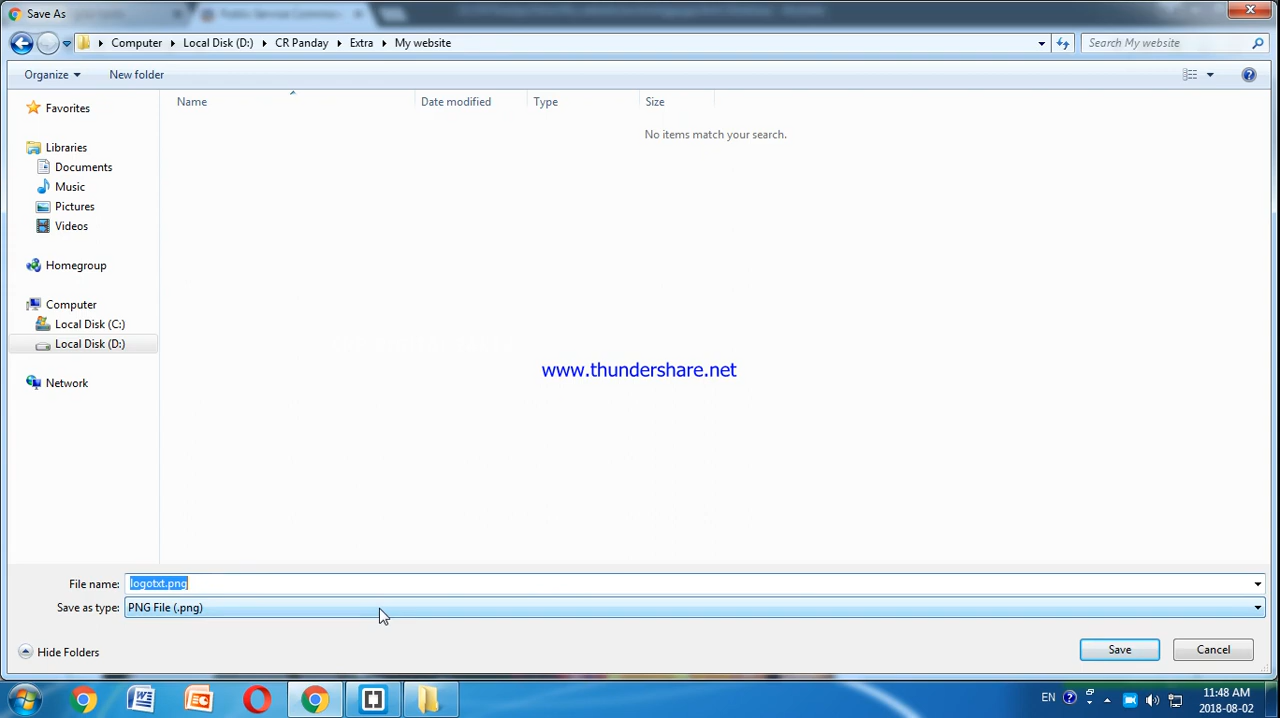 Save As
Public Service Commis
Computer Local Disk (D:) CR Panday Extra My website
Search My website
Organize New folder
Name Date modified Type Size
No items match your search.
Favorites
Libraries
Documents
Music
Pictures
Videos
Homegroup
Computer
Local Disk (C:)
Local Disk (D:)
Network
www.thundershare.net
File name: logotxt.png
Save as type: PNG File (.png)
Hide Folders
Save Cancel
EN
11:48 AM
2018-08-02